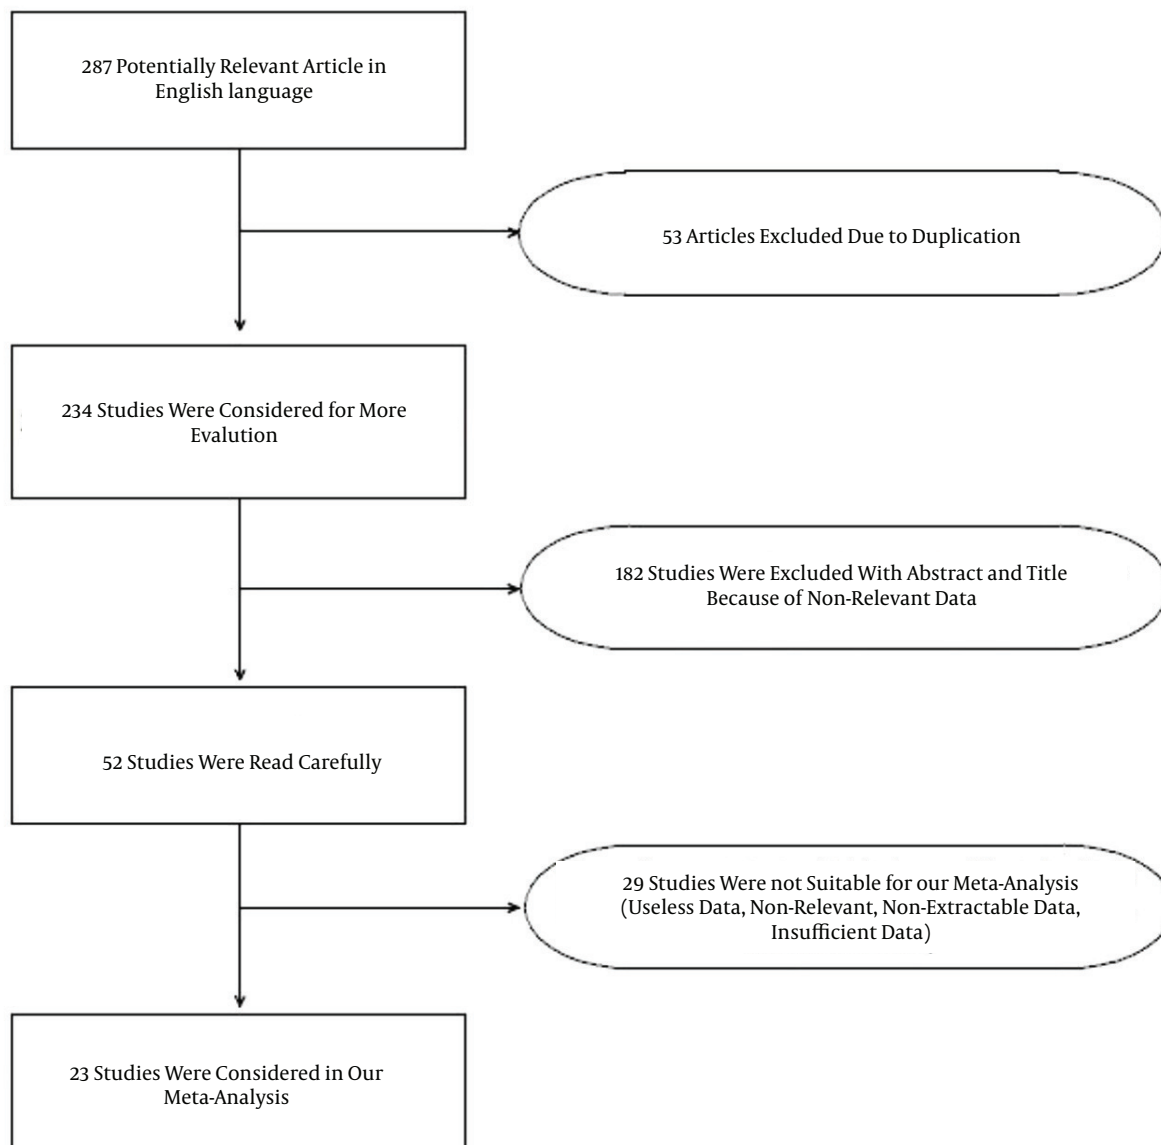 287 Potentially Relevant Article in
English language
53 Articles Excluded Due to Duplication
234 Studies Were Considered for More
Evalution
182 Studies Were Excluded With Abstract and Title
Because of Non-Relevant Data
52 Studies Were Read Carefully
29 Studies Were not Suitable for our Meta-Analysis
(Useless Data, Non-Relevant, Non-Extractable Data,
Insufficient Data)
23 Studies Were Considered in Our
Meta-Analysis